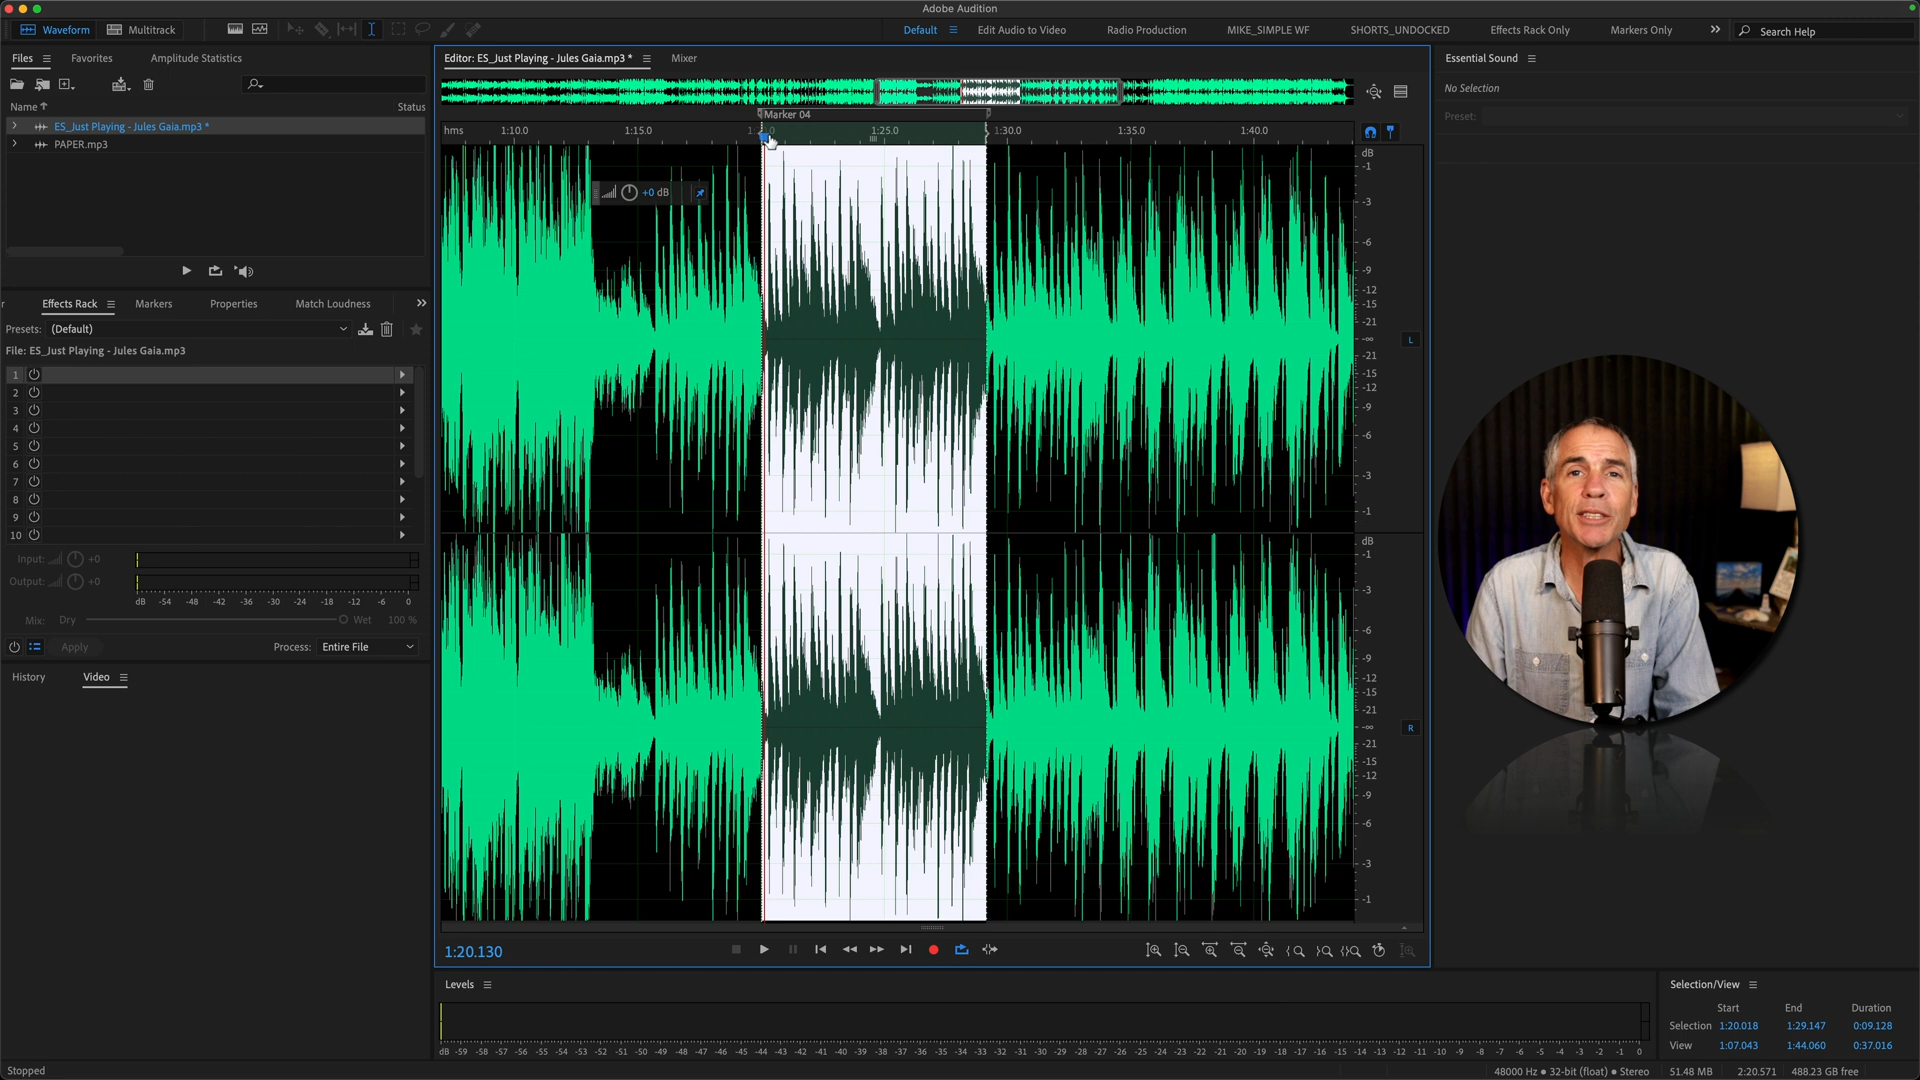 Adobe Audition
Waveform Multitrack
Default Edit Audio to Video Radio Production MIKE_SIMPLE WF SHORTS_UNDOCKED Effects Rack Only Markers Only Search Help
Files Favorites Amplitude Statistics
Name Status
ES_Just Playing - Jules Gaia.mp3 *
PAPER.mp3
Effects Rack Markers Properties Match Loudness
Presets: (Default)
File: ES_Just Playing - Jules Gaia.mp3
1
2
3
4
5
6
7
8
9
10
Input: +0
Output: +0
dB -54 -48 -42 -36 -30 -24 -18 -12 -6 0
Mix: Dry Wet 100 %
Apply Process: Entire File
History Video
Editor: ES_Just Playing - Jules Gaia.mp3 * Mixer
Marker 04
hms 1:10.0 1:15.0 1:25.0 1:30.0 1:35.0 1:40.0
+0 dB
dB
-1
-3
-6
-9
-12
-15
-21
-∞
-21
-15
-12
-9
-6
-3
-1
L
dB
-1
-3
-6
-9
-12
-15
-21
-∞
-21
-15
-12
-9
-6
-3
-1
R
1:20.130
Levels
dB -59 -58 -57 -56 -55 -54 -53 -52 -51 -50 -49 -48 -47 -46 -45 -44 -43 -42 -41 -40 -39 -38 -37 -36 -35 -34 -33 -32 -31 -30 -29 -28 -27 -26 -25 -24 -23 -22 -21 -20 -19 -18 -17 -16 -15 -14 -13 -12 -11 -10 -9 -8 -7 -6 -5 -4 -3 -2 -1 0
Essential Sound
No Selection
Preset:
Selection/View
Start End Duration
Selection 1:20.018 1:29.147 0:09.128
View 1:07.043 1:44.060 0:37.016
Stopped
48000 Hz ● 32-bit (float) ● Stereo 51.48 MB 2:20.571 488.23 GB free